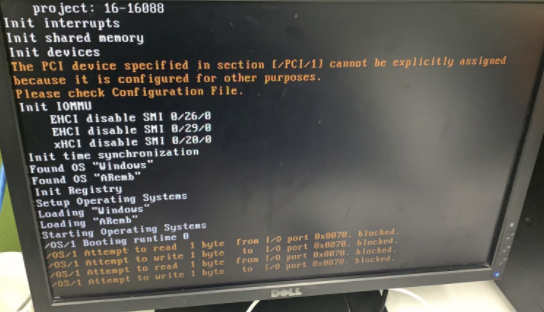 project: 16-16088
Init interrupts
Init shared memory
Init devices
The PCI device specified in section [/PCI/1] cannot be explicitly assigned
because it is configured for other purposes.
Please check Configuration File.
Init IOMMU
EHCI disable SMI 0/26/0
EHCI disable SMI 0/29/0
xHCI disable SMI 0/20/0
Init time synchronization
Found OS "Windows"
Found OS "ARemb"
Init Registry
Setup Operating Systems
Loading "Windows"
Loading "ARemb"
Starting Operating Systems
/OS/1 Booting runtime 0
/OS/1 Attempt to read 1 byte from I/O port 0x0070. blocked.
/OS/1 Attempt to write 1 byte to I/O port 0x0070. blocked.
/OS/1 Attempt to read 1 byte from I/O port 0x0070. blocked.
/OS/1 Attempt to write 1 byte to I/O port 0x0070. blocked.
DELL